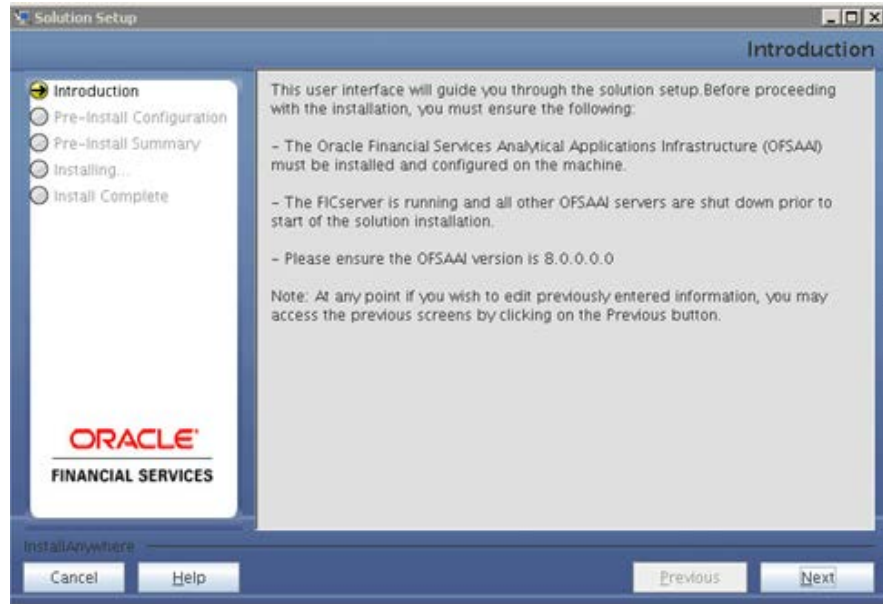 Solution Setup
Introduction
Introduction
Pre-Install Configuration
Pre-Install Summary
Installing...
Install Complete
This user interface will guide you through the solution setup.Before proceeding
with the installation, you must ensure the following:
- The Oracle Financial Services Analytical Applications Infrastructure (OFSAAI)
must be installed and configured on the machine.
- The FICserver is running and all other OFSAAI servers are shut down prior to
start of the solution installation.
- Please ensure the OFSAAI version is 8.0.0.0.0
Note: At any point if you wish to edit previously entered information, you may
access the previous screens by clicking on the Previous button.
ORACLE
FINANCIAL SERVICES
InstallAnywhere
Cancel
Help
Previous
Next